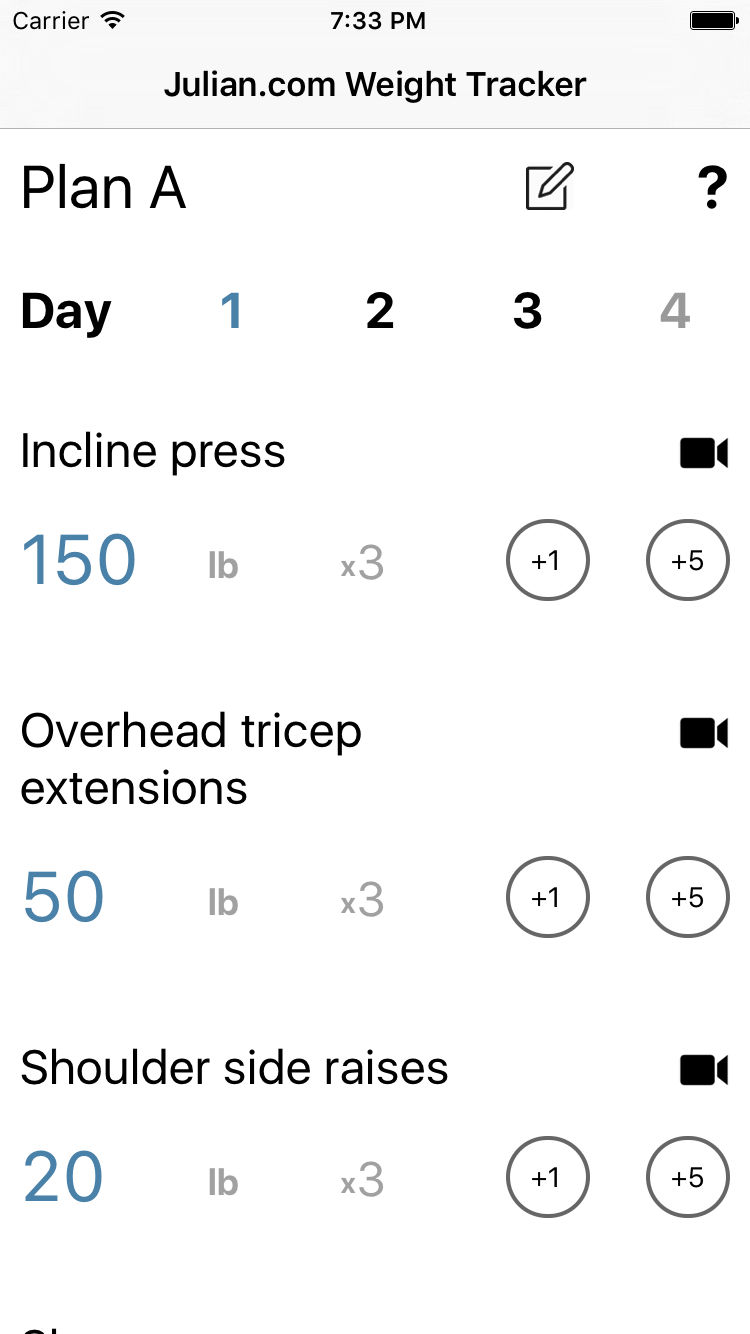 Carrier 7:33 PM
Julian.com Weight Tracker
Plan A ?
Day 1 2 3 4
Incline press
150 lb x3 +1 +5
Overhead tricep
extensions
50 lb x3 +1 +5
Shoulder side raises
20 lb x3 +1 +5